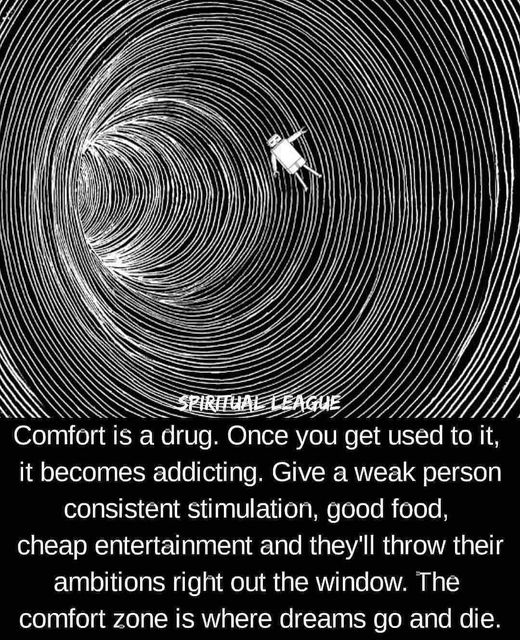 SPIRITUAL LEAGUE
Comfort is a drug. Once you get used to it,
it becomes addicting. Give a weak person
consistent stimulation, good food,
cheap entertainment and they'll throw their
ambitions right out the window. The
comfort zone is where dreams go and die.